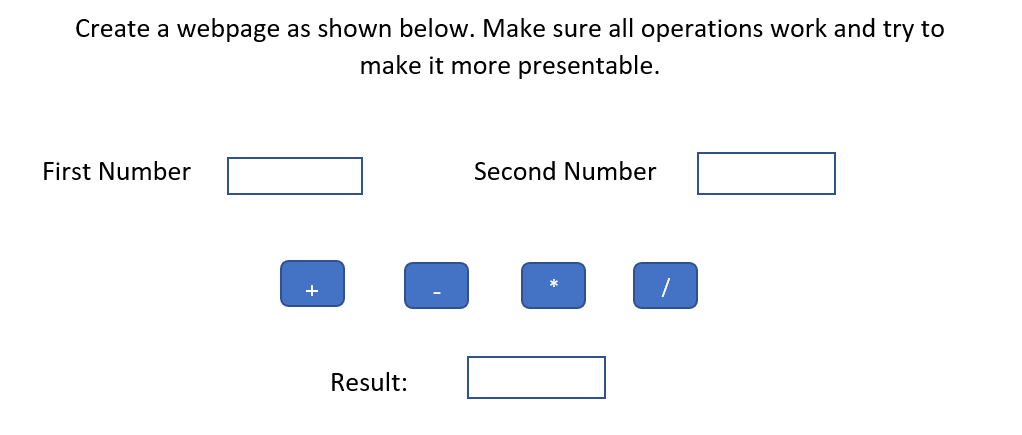 Create a webpage as shown below. Make sure all operations work and try to
make it more presentable.
First Number Second Number
+ - * /
Result: